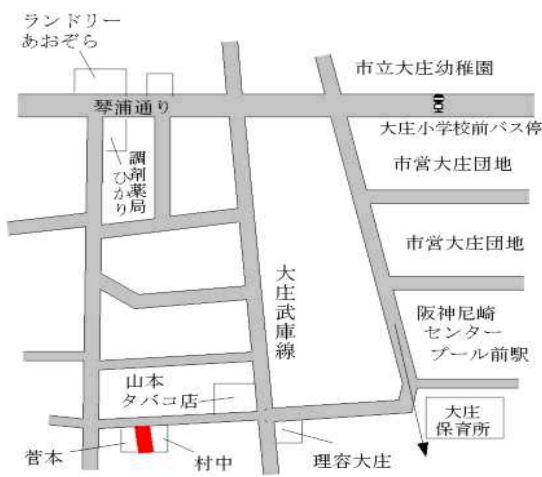 ランドリー
あおぞら
市立大庄幼稚園
琴浦通り
大庄小学校前バス停
調剤薬局
ひかり
市営大庄団地
市営大庄団地
大庄武庫線
阪神尼崎
センター
プール前駅
山本
タバコ店
大庄
保育所
菅本
村中
理容大庄